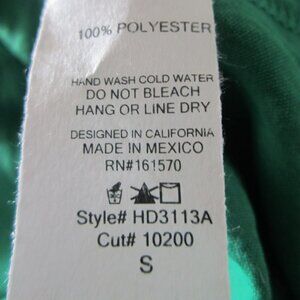 100% POLYESTER
HAND WASH COLD WATER
DO NOT BLEACH
HANG OR LINE DRY
DESIGNED IN CALIFORNIA
MADE IN MEXICO
RN#161570
Style# HD3113A
Cut# 10200
S